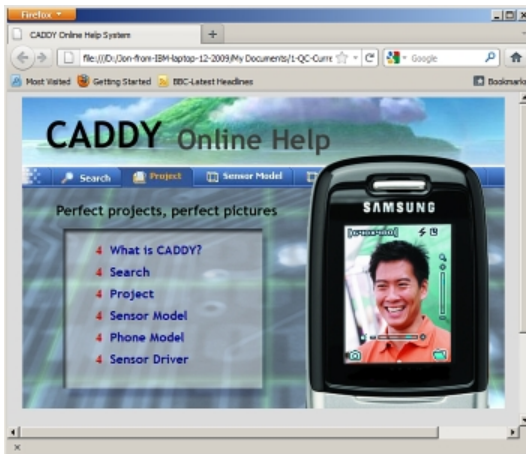 Firefox
CADDY Online Help System
file:///D:/Jon-from-IBM-laptop-12-2009/My Documents/1-QC-Curre
Google
Most Visited Getting Started BBC-Latest Headlines Bookmarks
CADDY Online Help
Search Project Sensor Model
Perfect projects, perfect pictures
SAMSUNG
4 What is CADDY?
4 Search
4 Project
4 Sensor Model
4 Phone Model
4 Sensor Driver